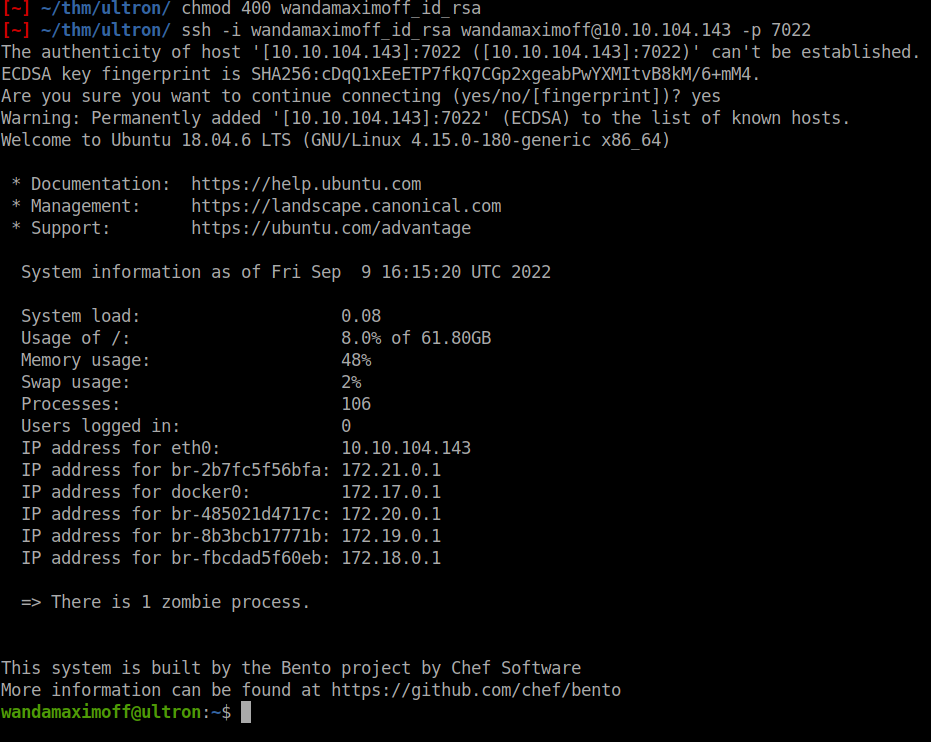 [~] ~/thm/ultron/ chmod 400 wandamaximoff_id_rsa
[~] ~/thm/ultron/ ssh -i wandamaximoff_id_rsa wandamaximoff@10.10.104.143 -p 7022
The authenticity of host '[10.10.104.143]:7022 ([10.10.104.143]:7022)' can't be established.
ECDSA key fingerprint is SHA256:cDqQ1xEeETP7fkQ7CGp2xgeabPwYXMItvB8kM/6+mM4.
Are you sure you want to continue connecting (yes/no/[fingerprint])? yes
Warning: Permanently added '[10.10.104.143]:7022' (ECDSA) to the list of known hosts.
Welcome to Ubuntu 18.04.6 LTS (GNU/Linux 4.15.0-180-generic x86_64)
* Documentation:  https://help.ubuntu.com
* Management:     https://landscape.canonical.com
* Support:        https://ubuntu.com/advantage
System information as of Fri Sep  9 16:15:20 UTC 2022
System load:                    0.08
Usage of /:                     8.0% of 61.80GB
Memory usage:                   48%
Swap usage:                     2%
Processes:                      106
Users logged in:                0
IP address for eth0:            10.10.104.143
IP address for br-2b7fc5f56bfa: 172.21.0.1
IP address for docker0:         172.17.0.1
IP address for br-485021d4717c: 172.20.0.1
IP address for br-8b3bcb17771b: 172.19.0.1
IP address for br-fbcdad5f60eb: 172.18.0.1
=> There is 1 zombie process.
This system is built by the Bento project by Chef Software
More information can be found at https://github.com/chef/bento
wandamaximoff@ultron:~$